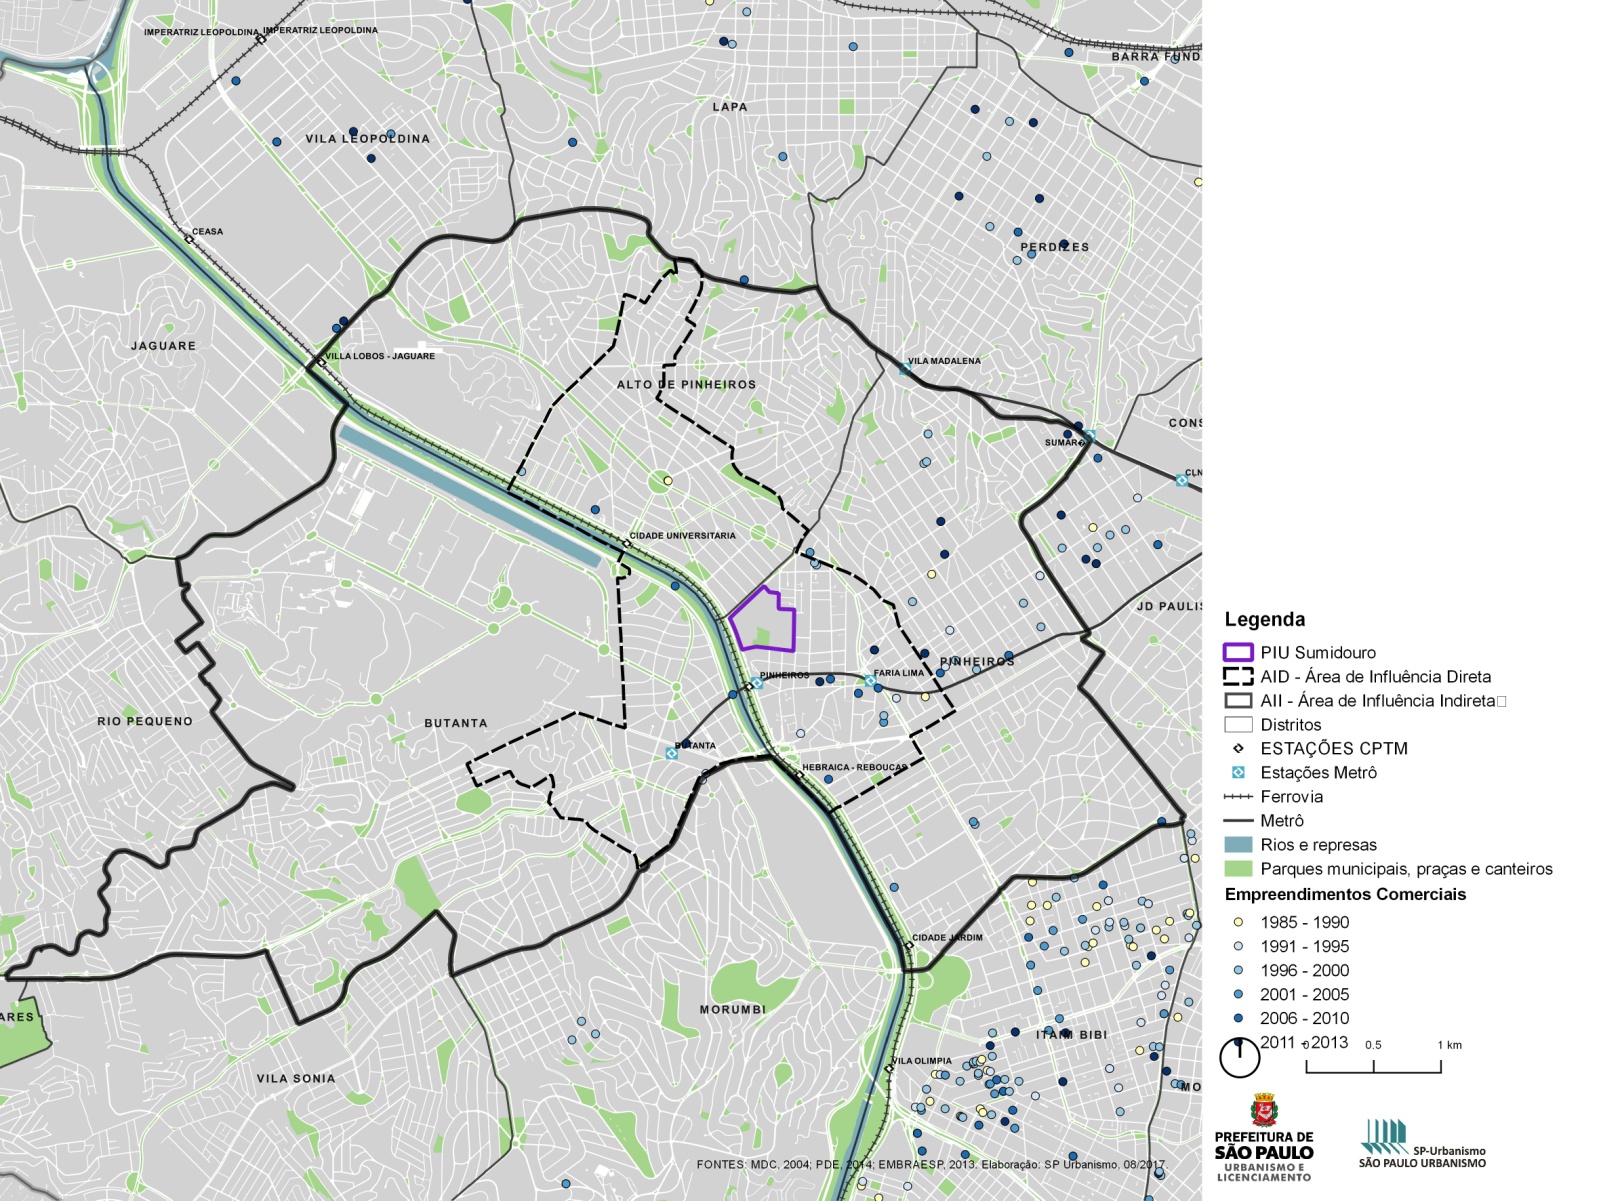 IMPERATRIZ LEOPOLDINA
IMPERATRIZ LEOPOLDINA
BARRA FUND
LAPA
VILA LEOPOLDINA
CEASA
PERDIZES
JAGUARE
VILLA LOBOS - JAGUARE
VILA MADALENA
ALTO DE PINHEIROS
CONS
SUMARÉ
CLN
CIDADE UNIVERSITÁRIA
JD PAULIS
PINHEIROS
PINHEIROS
FARIA LIMA
RIO PEQUENO
BUTANTA
BUTANTA
HEBRAICA - REBOUÇAS
CIDADE JARDIM
MORUMBI
ARES
ITAIM BIBI
VILA OLIMPIA
VILA SONIA
MO
FONTES: MDC, 2004; PDE, 2014; EMBRAESP, 2013. Elaboração: SP Urbanismo, 08/2017.
Legenda
PIU Sumidouro
AID - Área de Influência Direta
AII - Área de Influência Indireta
Distritos
ESTAÇÕES CPTM
Estações Metrô
Ferrovia
Metrô
Rios e represas
Parques municipais, praças e canteiros
Empreendimentos Comerciais
1985 - 1990
1991 - 1995
1996 - 2000
2001 - 2005
2006 - 2010
2011 - 2013
0 0.5 1 km
PREFEITURA DE
SÃO PAULO
URBANISMO E
LICENCIAMENTO
SP-Urbanismo
SÃO PAULO URBANISMO